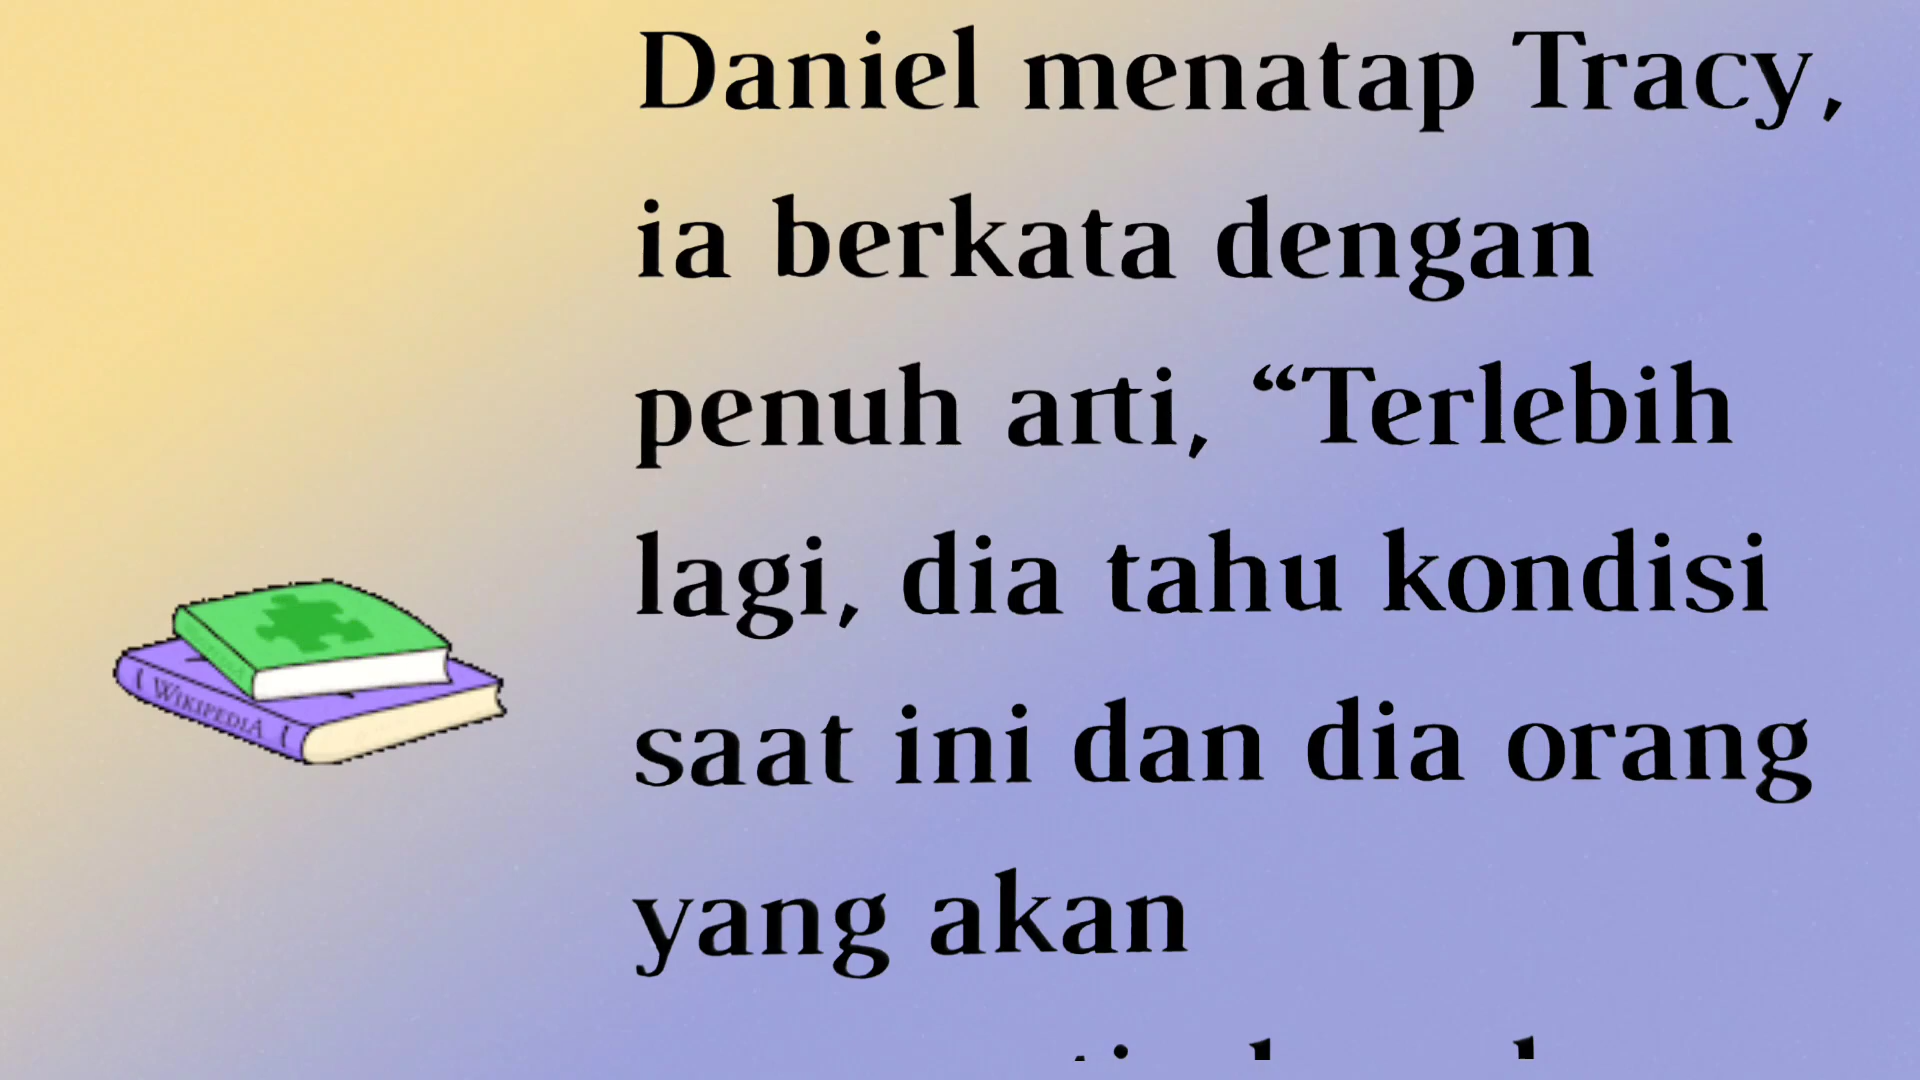 Daniel menatap Tracy,
ia berkata dengan
penuh arti, “Terlebih
lagi, dia tahu kondisi
saat ini dan dia orang
yang akan
WIKIPEDIA